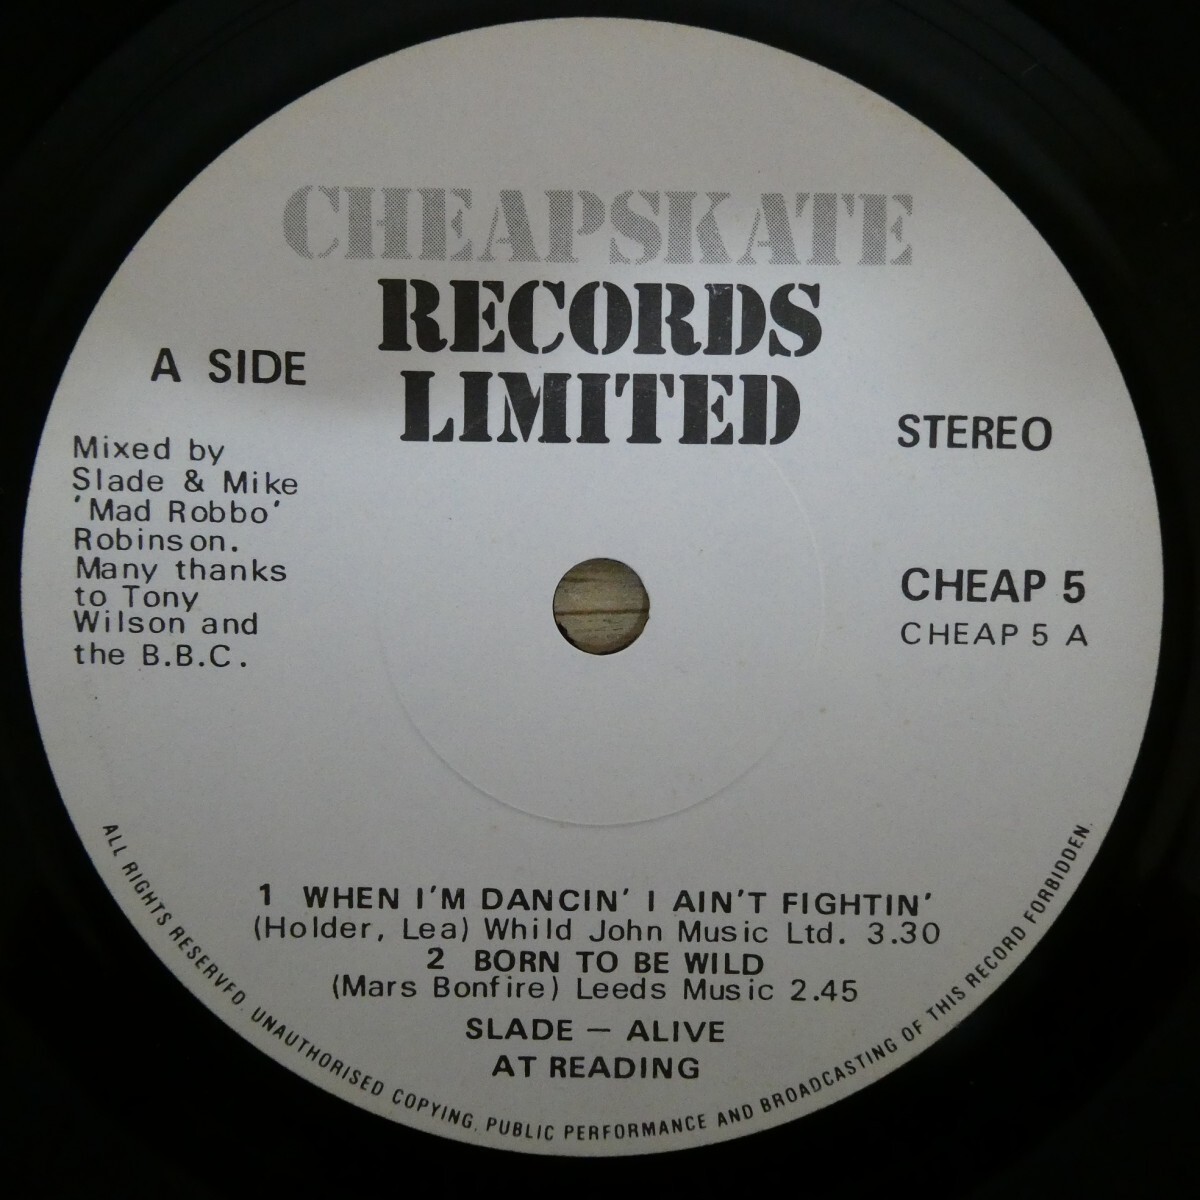 CHEAPSKATE
RECORDS
LIMITED
A SIDE
STEREO
Mixed by
Slade & Mike
'Mad Robbo'
Robinson.
Many thanks
to Tony
Wilson and
the B.B.C.
CHEAP 5
CHEAP 5 A
1 WHEN I'M DANCIN' I AIN'T FIGHTIN'
(Holder, Lea) Whild John Music Ltd. 3.30
2 BORN TO BE WILD
(Mars Bonfire) Leeds Music 2.45
SLADE — ALIVE
AT READING
ALL RIGHTS RESERVED. UNAUTHORISED COPYING, PUBLIC PERFORMANCE AND BROADCASTING OF THIS RECORD FORBIDDEN.